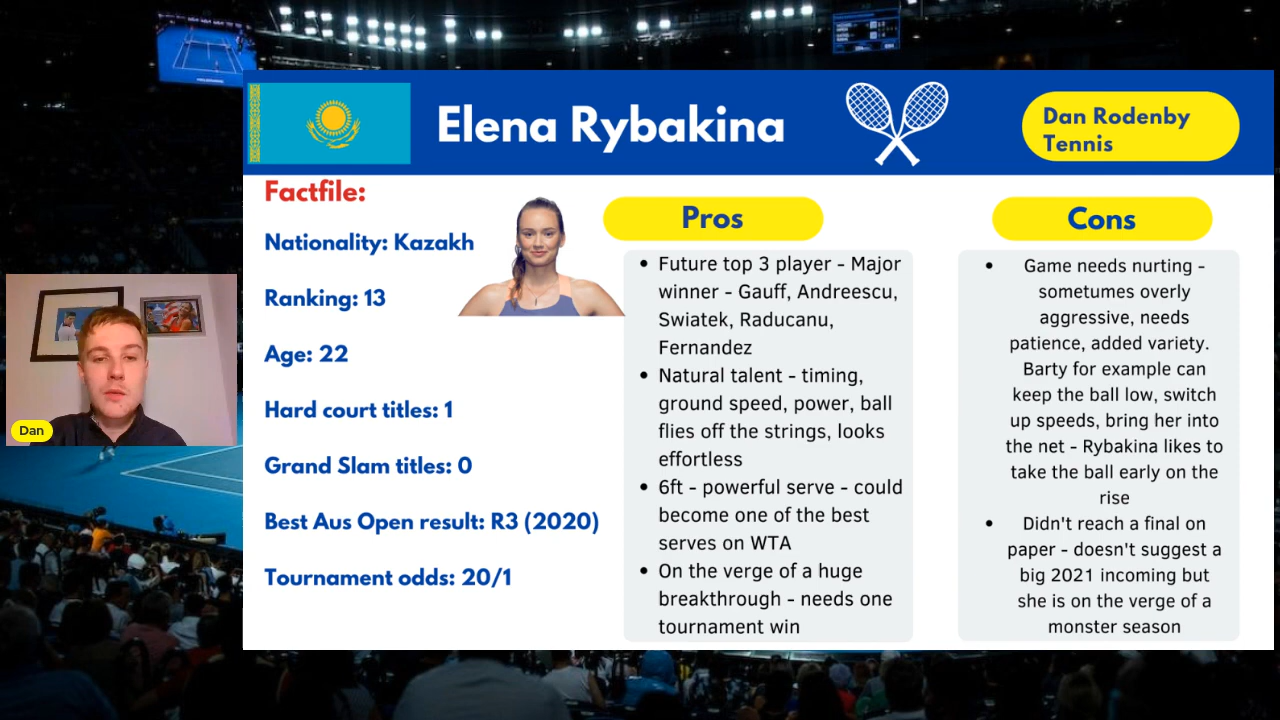 Elena Rybakina
Dan Rodenby
Tennis
Factfile:
Nationality: Kazakh
Ranking: 13
Age: 22
Hard court titles: 1
Grand Slam titles: 0
Best Aus Open result: R3 (2020)
Tournament odds: 20/1
Pros
• Future top 3 player - Major
winner - Gauff, Andreescu,
Swiatek, Raducanu,
Fernandez
• Natural talent - timing,
ground speed, power, ball
flies off the strings, looks
effortless
• 6ft - powerful serve - could
become one of the best
serves on WTA
• On the verge of a huge
breakthrough - needs one
tournament win
Cons
• Game needs nurting -
sometumes overly
aggressive, needs
patience, added variety.
Barty for example can
keep the ball low, switch
up speeds, bring her into
the net - Rybakina likes to
take the ball early on the
rise
• Didn't reach a final on
paper - doesn't suggest a
big 2021 incoming but
she is on the verge of a
monster season
Dan